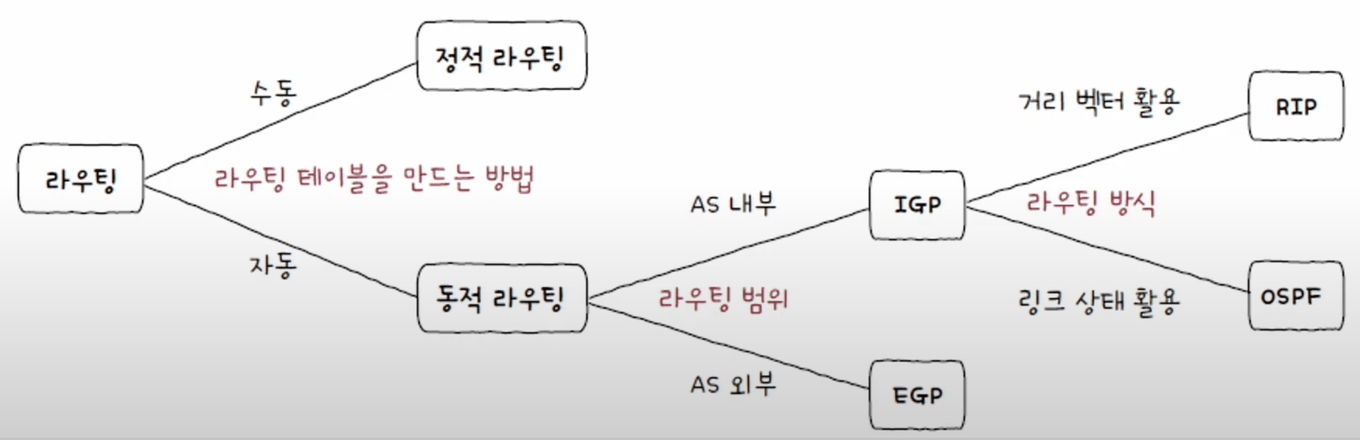 정적 라우팅
수동
라우팅
라우팅 테이블을 만드는 방법
자동
동적 라우팅
AS 내부
라우팅 범위
AS 외부
IGP
EGP
거리 벡터 활용
라우팅 방식
링크 상태 활용
RIP
OSPF